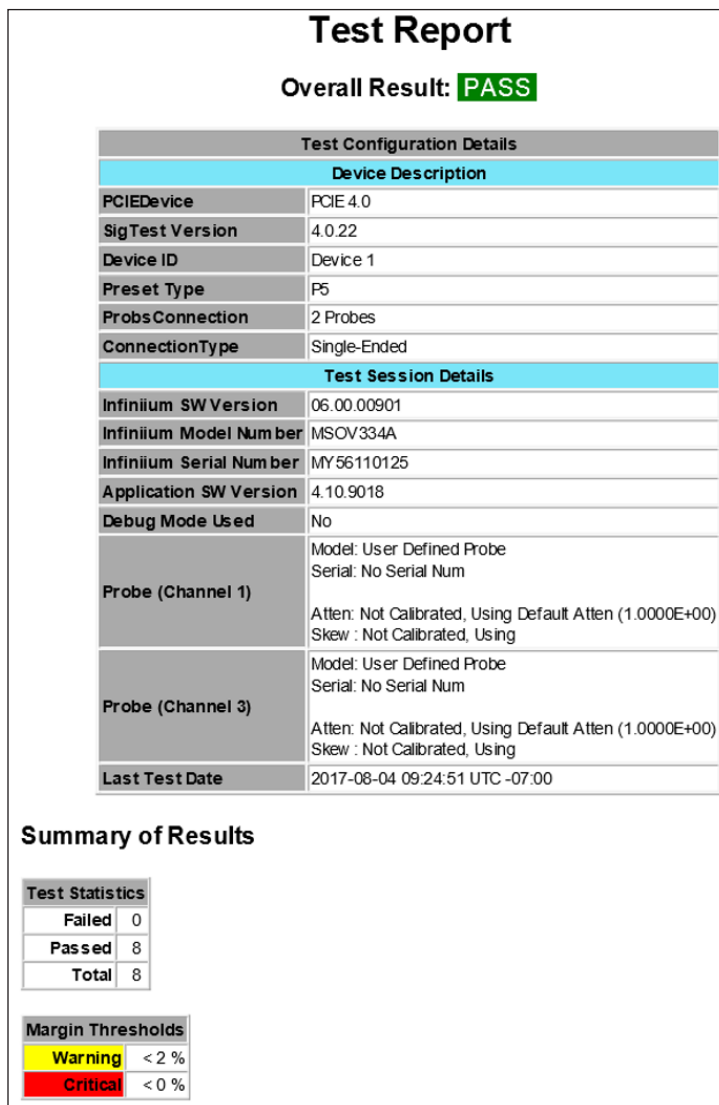 Test Report
Overall Result: PASS
Test Configuration Details
Device Description
PCIEDevice PCIE 4.0
SigTest Version 4.0.22
Device ID Device 1
Preset Type P5
ProbsConnection 2 Probes
ConnectionType Single-Ended
Test Session Details
Infiniium SW Version 06.00.00901
Infiniium Model Number MSOV334A
Infiniium Serial Number MY56110125
Application SW Version 4.10.9018
Debug Mode Used No
Probe (Channel 1) Model: User Defined Probe
Serial: No Serial Num
Atten: Not Calibrated, Using Default Atten (1.0000E+00)
Skew : Not Calibrated, Using
Probe (Channel 3) Model: User Defined Probe
Serial: No Serial Num
Atten: Not Calibrated, Using Default Atten (1.0000E+00)
Skew : Not Calibrated, Using
Last Test Date 2017-08-04 09:24:51 UTC -07:00
Summary of Results
Test Statistics
Failed 0
Passed 8
Total 8
Margin Thresholds
Warning < 2 %
Critical < 0 %